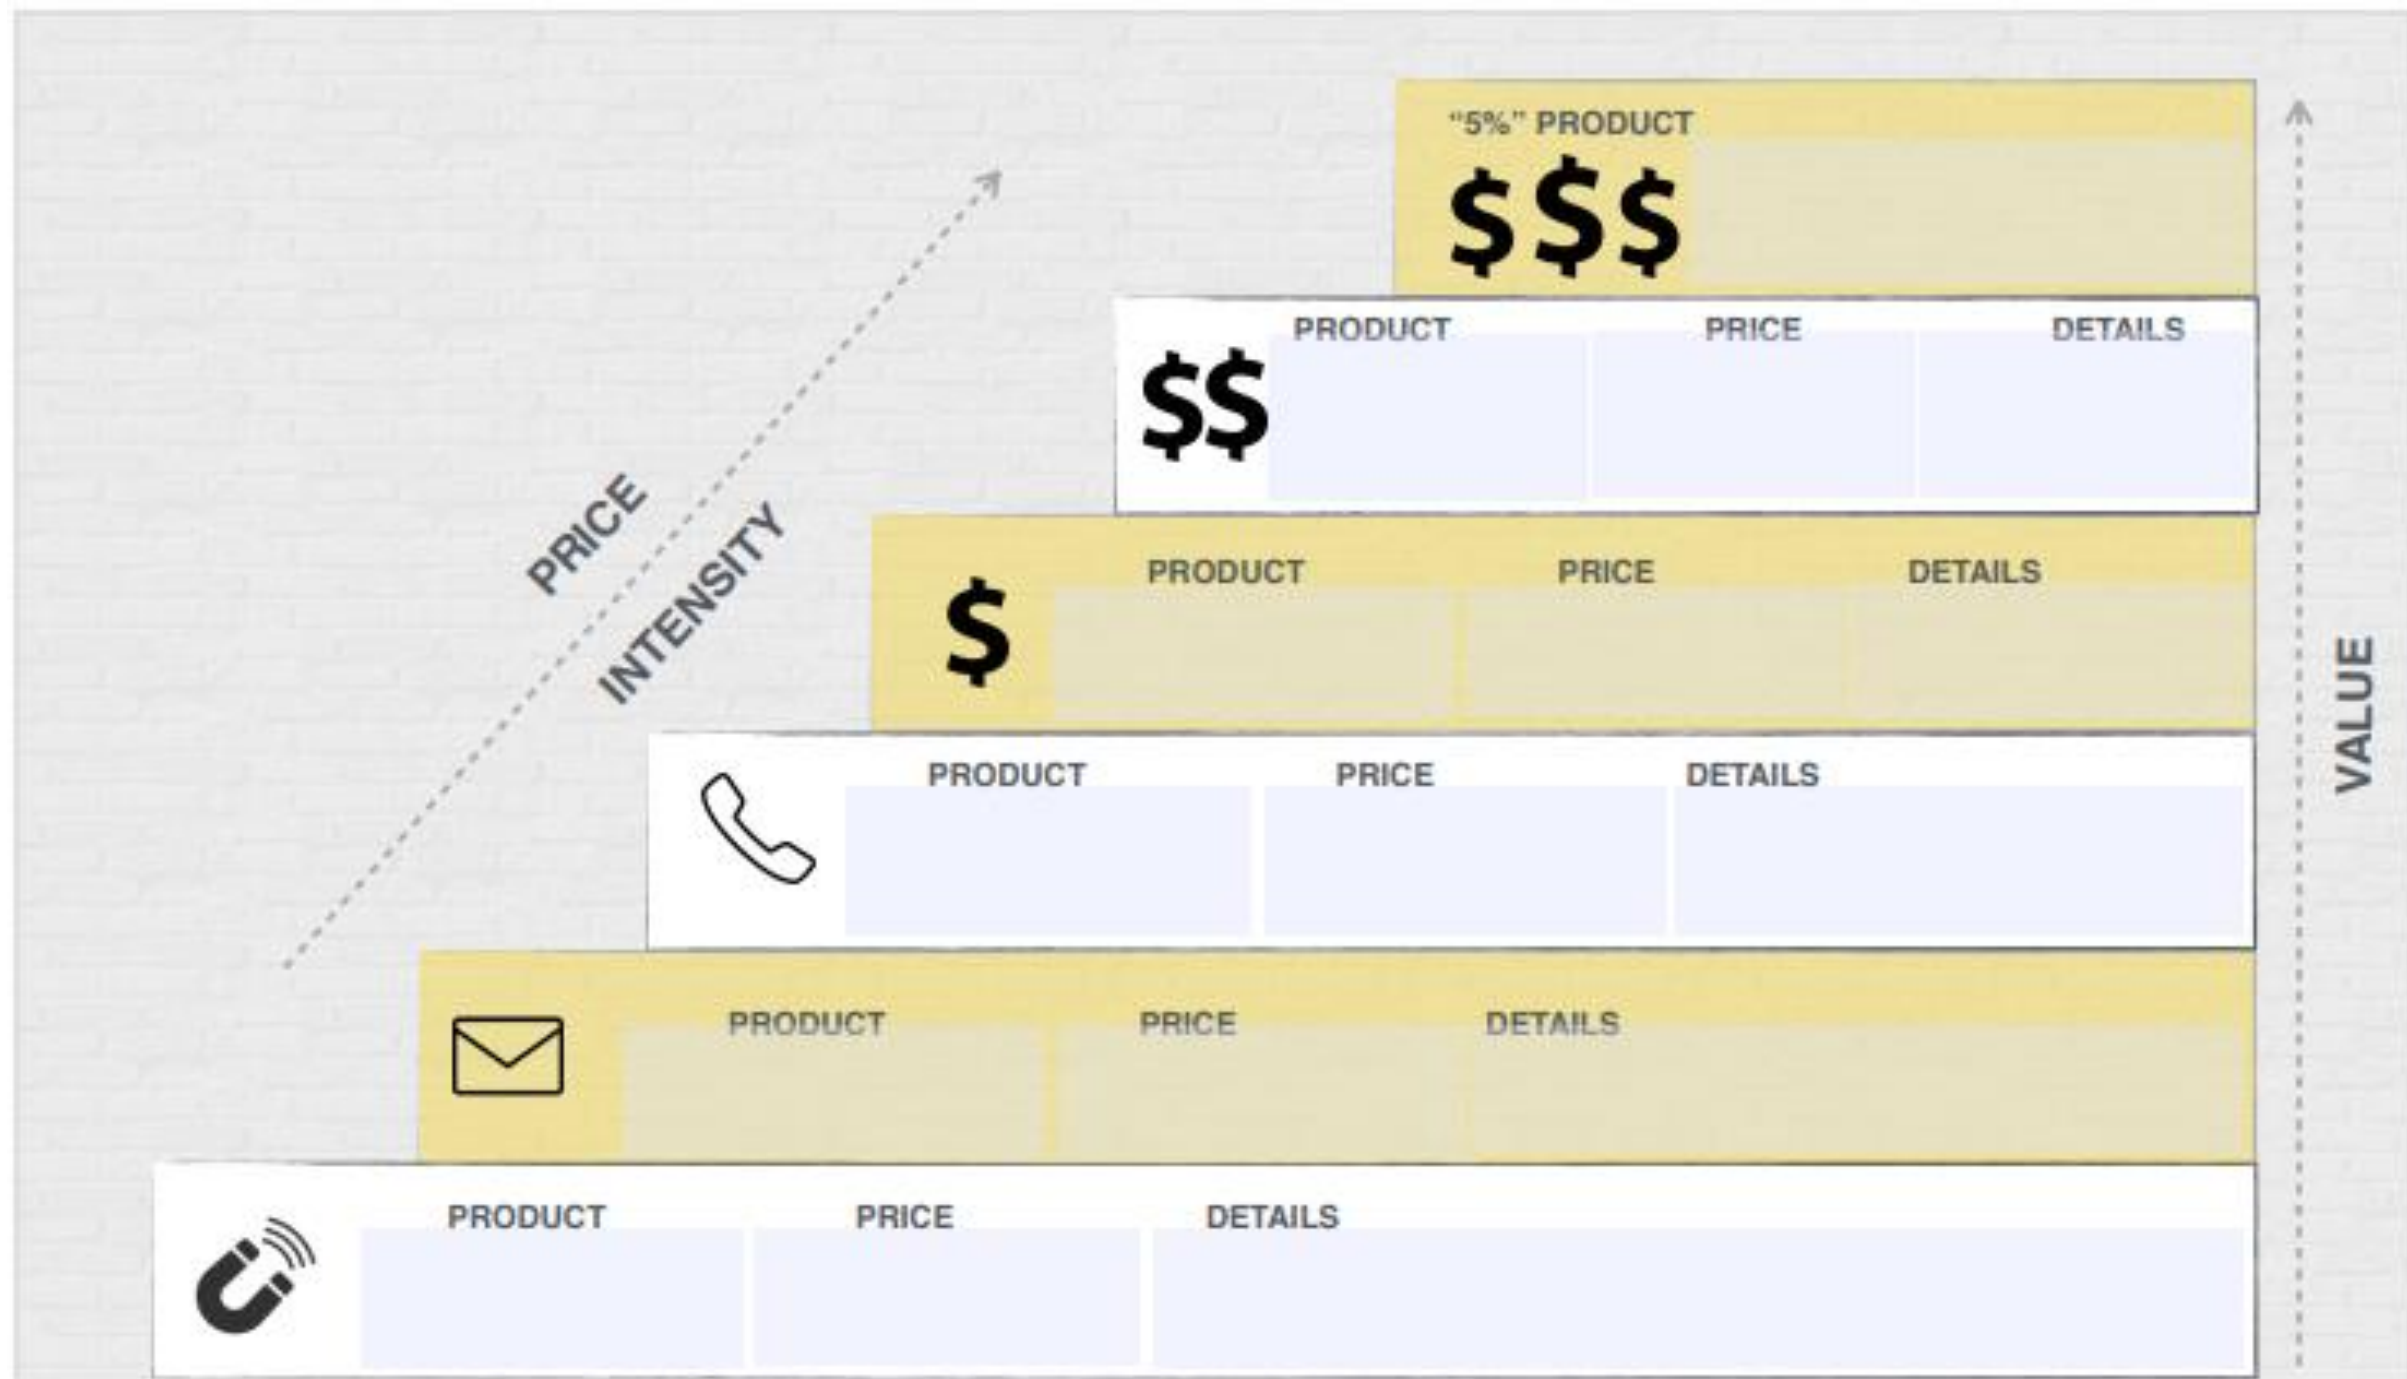 “5%” PRODUCT
$$$
PRODUCT PRICE DETAILS
$$
PRICE
INTENSITY
PRODUCT PRICE DETAILS
$
VALUE
PRODUCT PRICE DETAILS
PRODUCT PRICE DETAILS
PRODUCT PRICE DETAILS